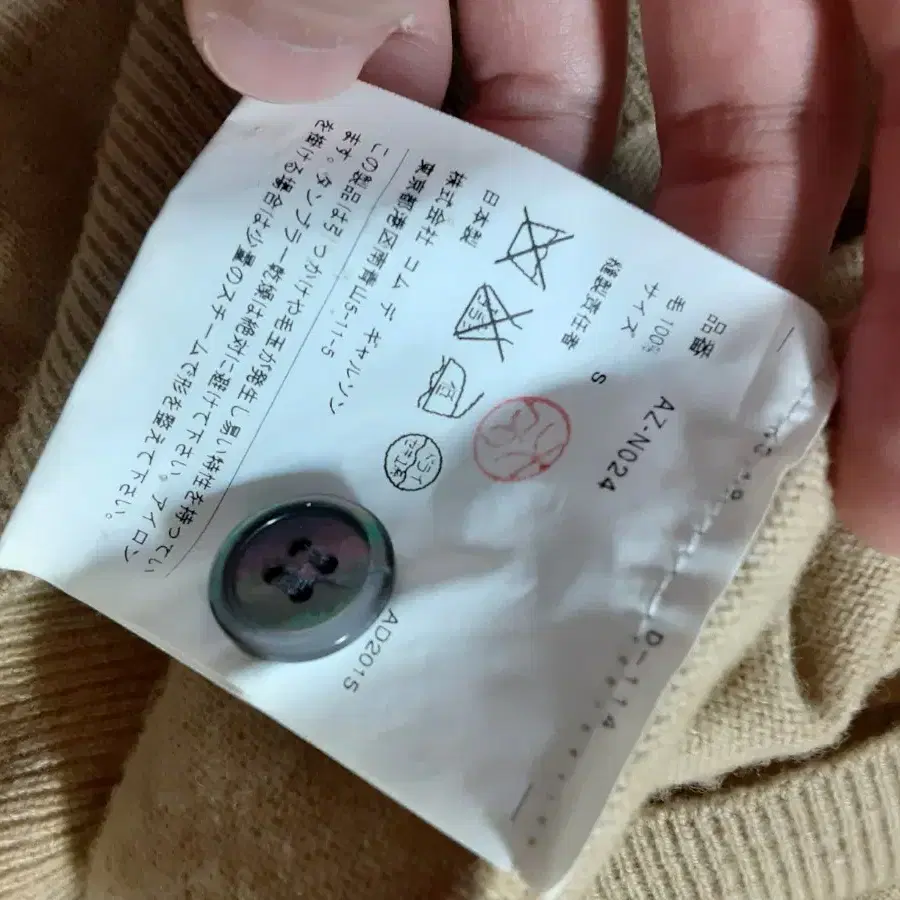 D-114
品番 AZ-N024
毛 100%
サイズ S
縫製責任者
日本製
株式会社 コム デ ギャルソン
東京都港区南青山5-11-5
AD2015
この製品は引つかけや毛玉が発生し易い特性を持ってい
ます。タンブラー乾燥は絶対に避けて下さい。アイロン
を掛ける場合は少量のスチームで形を整えて下さい。
ドライ